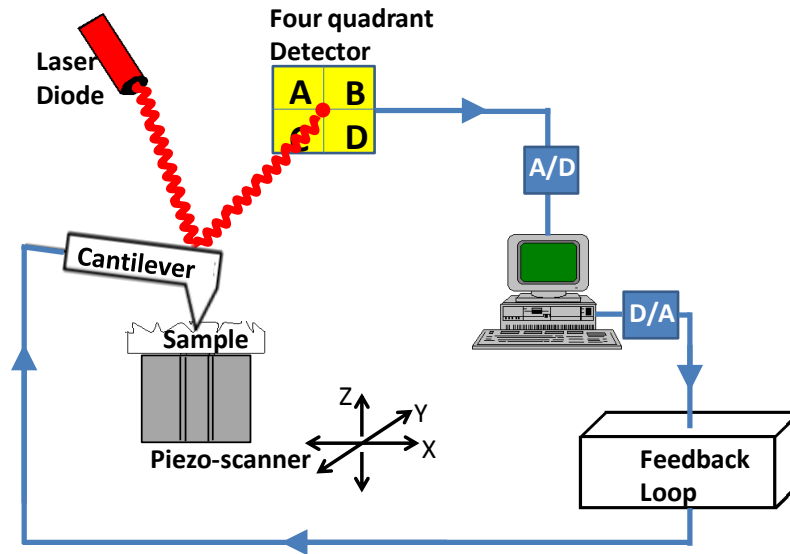 Four quadrant
Detector
Laser
Diode
A B
C D
A/D
Cantilever
D/A
Sample
Z
Y
X
Piezo-scanner
Feedback
Loop